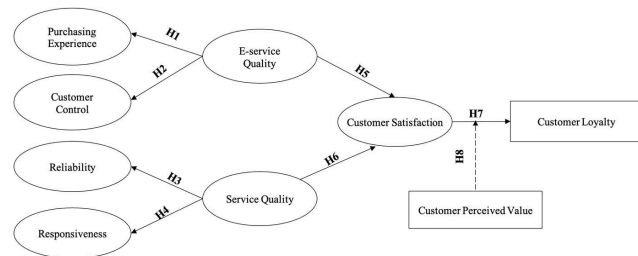 Purchasing
Experience
H1
E-service
Quality
H2
Customer
Control
H5
Customer Satisfaction
H7
Customer Loyalty
H6
H8
Reliability
H3
Service Quality
H4
Responsiveness
Customer Perceived Value